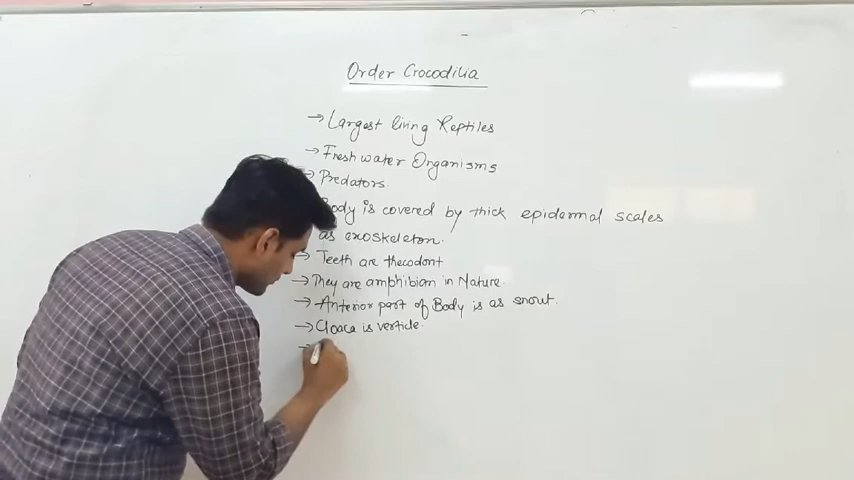 Order Crocodilia
→ Largest living Reptiles
→ Fresh water Organisms
→ Predators.
Body is covered by thick epidermal scales
as exoskeleton.
→ Teeth are thecodont
→ They are amphibian in Nature.
→ Anterior part of Body is as snout.
→ Cloaca is verticle.
→